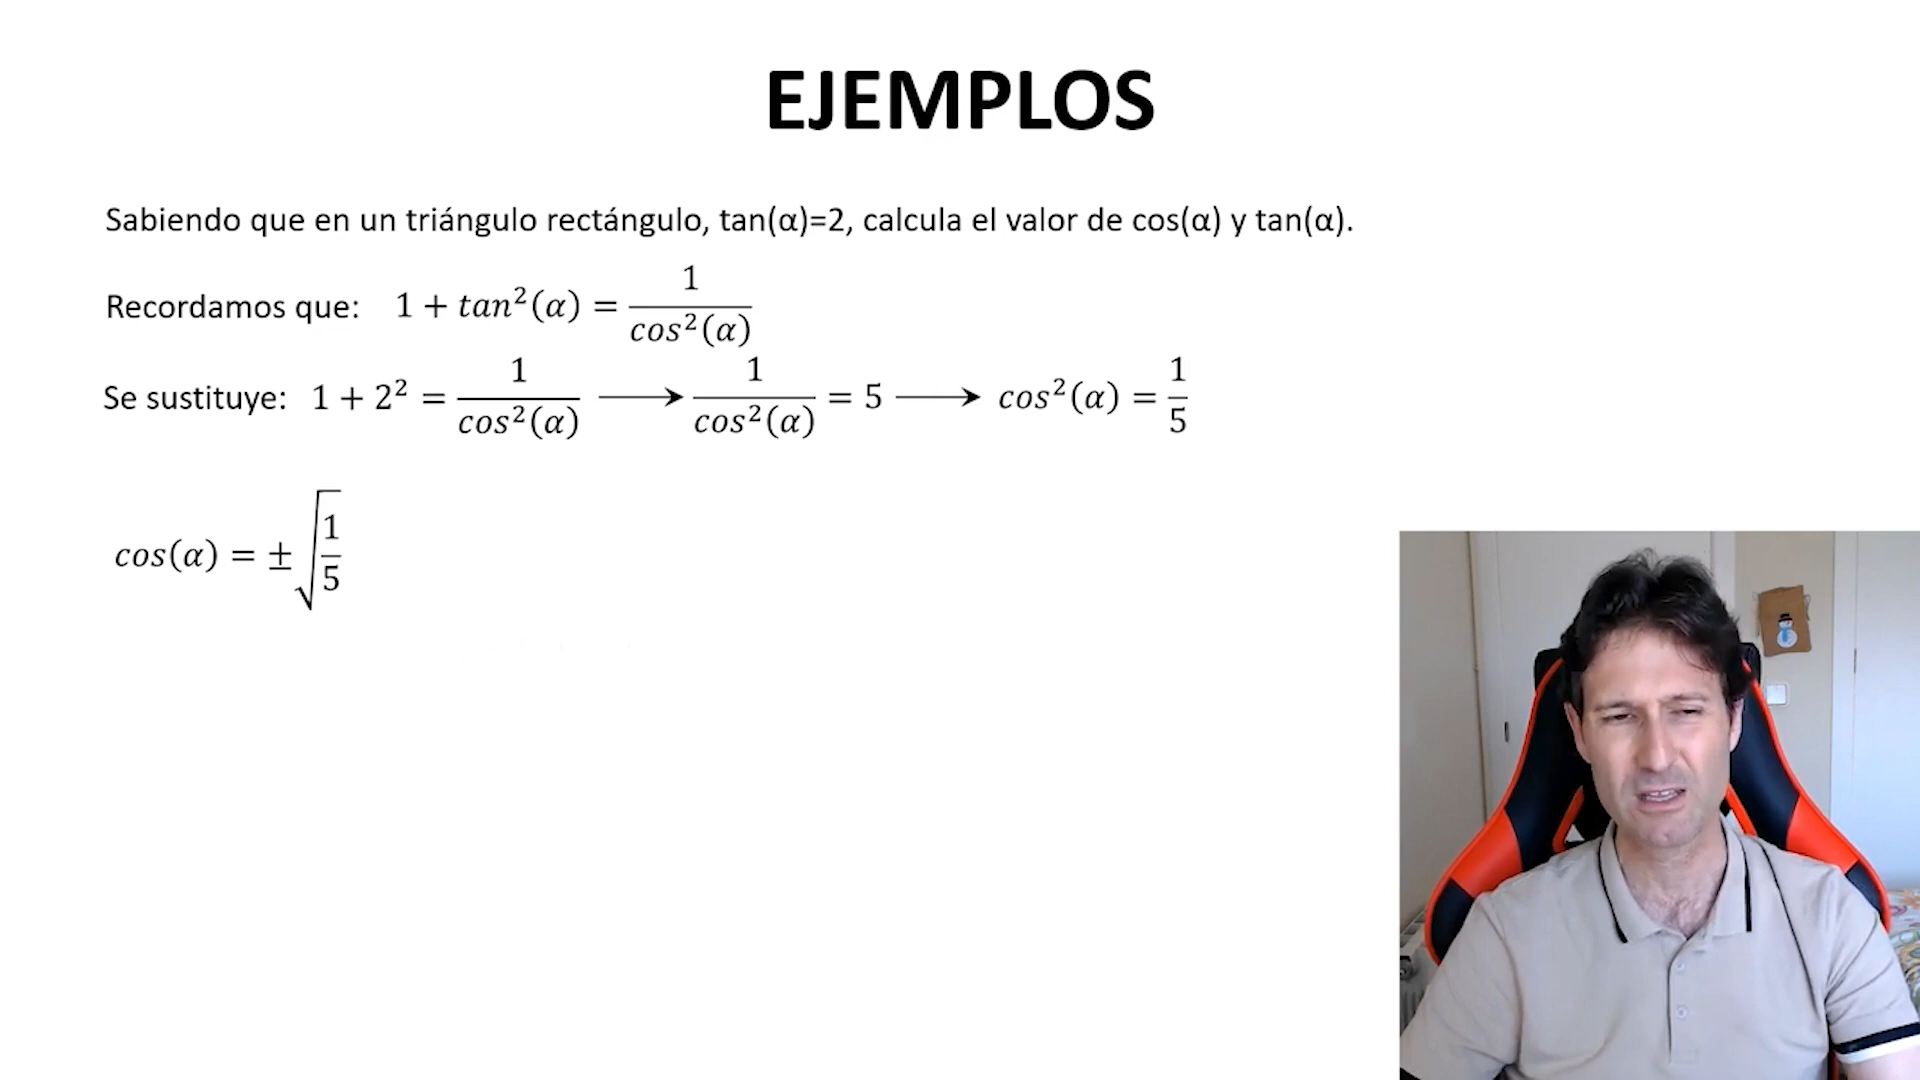 EJEMPLOS
Sabiendo que en un triángulo rectángulo, tan(α)=2, calcula el valor de cos(α) y tan(α).
Recordamos que: 1 + tan²(α) = 1/cos²(α)
Se sustituye: 1 + 2² = 1/cos²(α) ⟶ 1/cos²(α) = 5 ⟶ cos²(α) = 1/5
cos(α) = ±√(1/5)